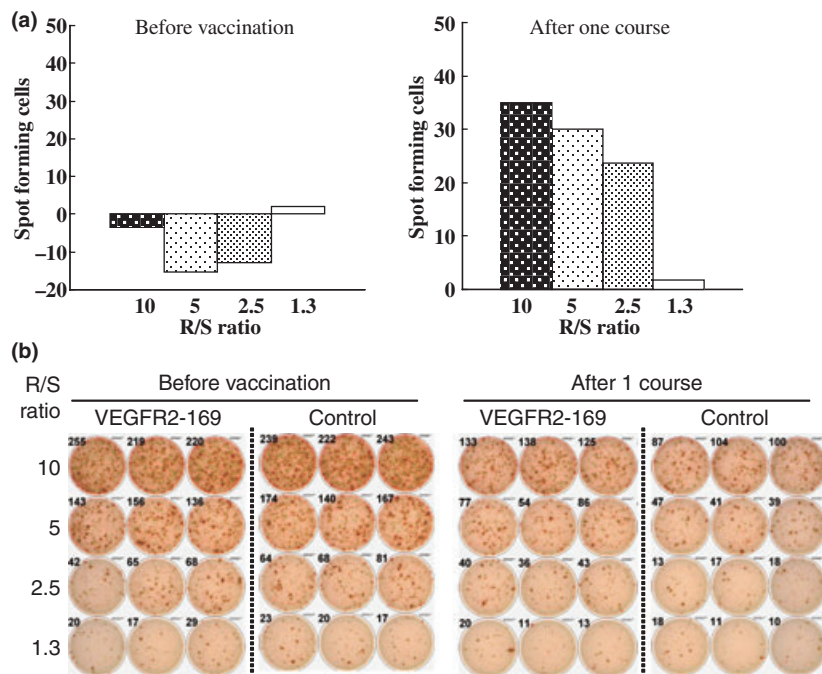 (a)
Before vaccination
After one course
Spot forming cells
50
40
30
20
10
0
–10
–20
10 5 2.5 1.3
R/S ratio
Spot forming cells
50
40
30
20
10
0
10 5 2.5 1.3
R/S ratio
(b)
R/S ratio
Before vaccination
After 1 course
VEGFR2-169 Control VEGFR2-169 Control
10
255 219 220 239 222 243 133 138 125 87 104 100
5
143 156 136 174 140 167 77 54 86 47 41 39
2.5
42 65 68 64 68 81 40 36 43 13 17 18
1.3
20 17 29 23 20 17 20 11 13 18 11 10